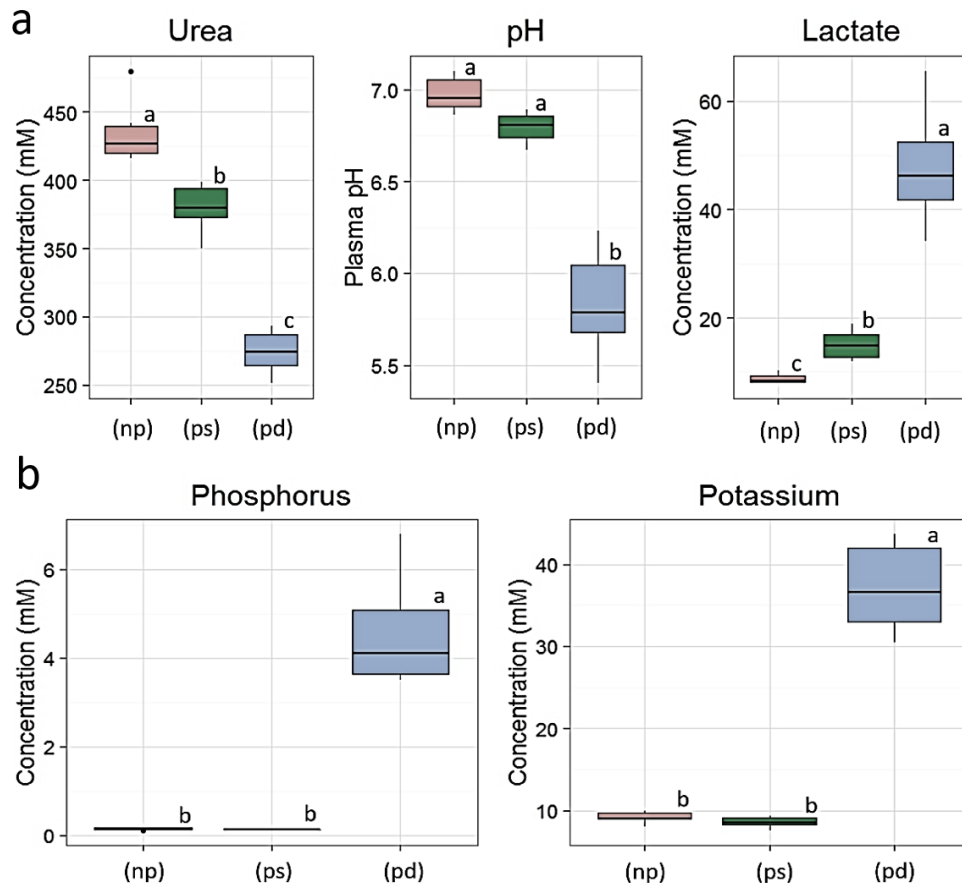 a
Urea
pH
Lactate
Concentration (mM)
450
400
350
300
250
a
b
c
(np)
(ps)
(pd)
Plasma pH
7.0
6.5
6.0
5.5
a
a
b
(np)
(ps)
(pd)
Concentration (mM)
60
40
20
c
b
a
(np)
(ps)
(pd)
b
Phosphorus
Potassium
Concentration (mM)
6
4
2
0
b
b
a
(np)
(ps)
(pd)
Concentration (mM)
40
30
20
10
b
b
a
(np)
(ps)
(pd)